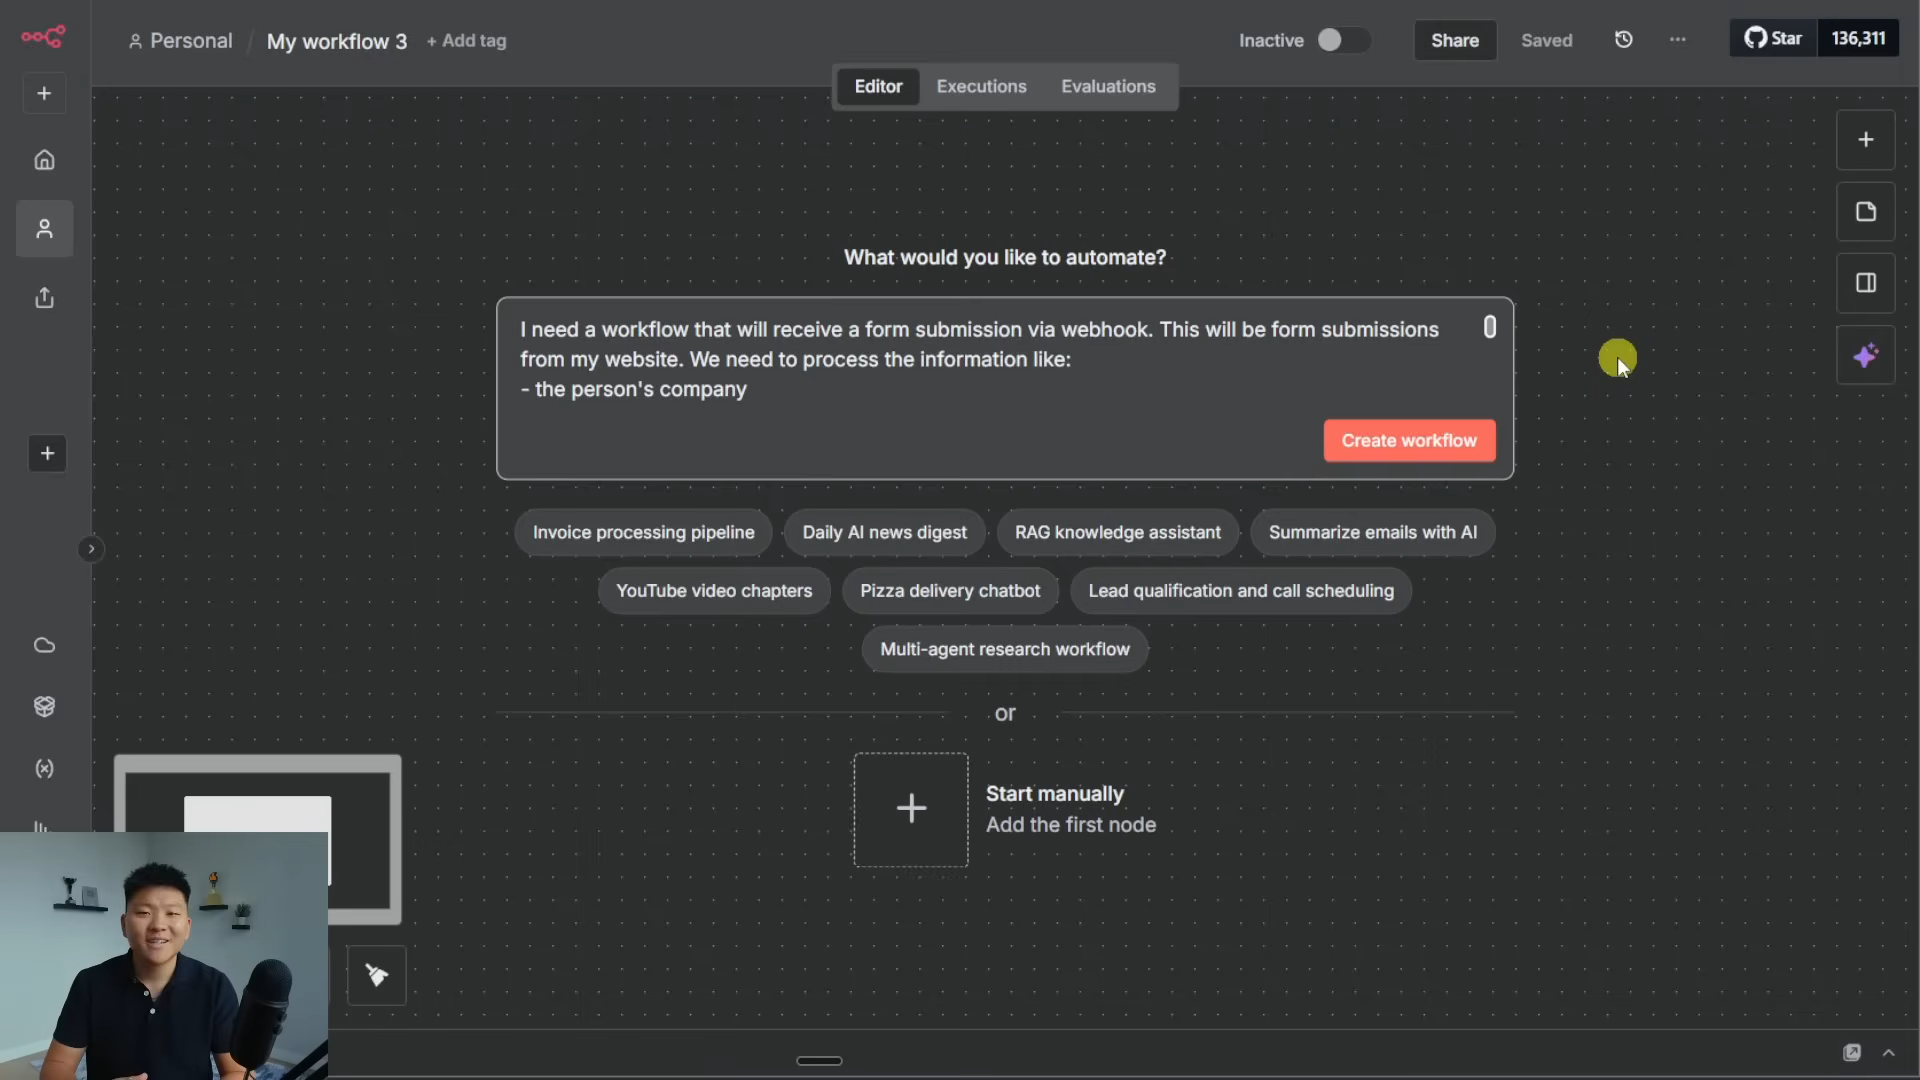 Personal / My workflow 3 + Add tag
Inactive
Share
Saved
Star 136,311
Editor Executions Evaluations
What would you like to automate?
I need a workflow that will receive a form submission via webhook. This will be form submissions
from my website. We need to process the information like:
- the person's company
Create workflow
Invoice processing pipeline Daily AI news digest RAG knowledge assistant Summarize emails with AI
YouTube video chapters Pizza delivery chatbot Lead qualification and call scheduling
Multi-agent research workflow
or
Start manually
Add the first node